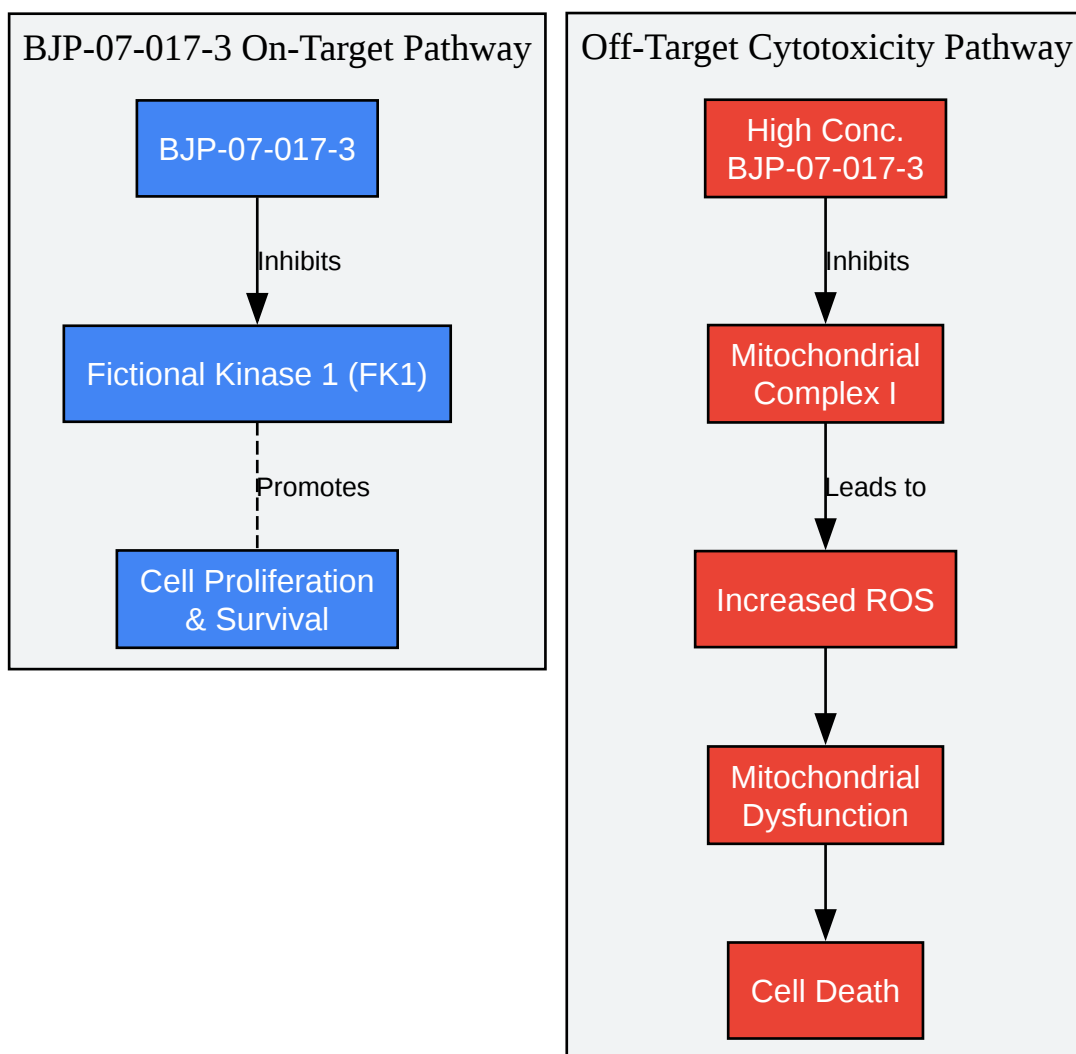 BJP-07-017-3 On-Target Pathway
BJP-07-017-3
Inhibits
Fictional Kinase 1 (FK1)
Promotes
Cell Proliferation
& Survival
Off-Target Cytotoxicity Pathway
High Conc.
BJP-07-017-3
Inhibits
Mitochondrial
Complex I
Leads to
Increased ROS
Mitochondrial
Dysfunction
Cell Death